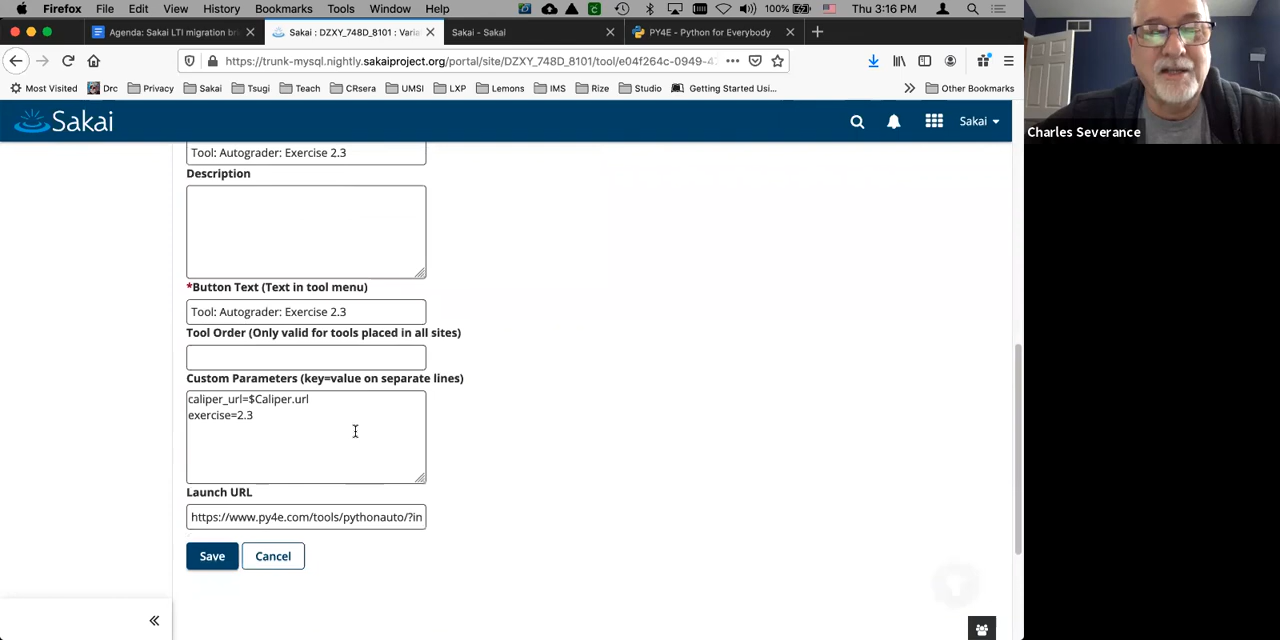 Firefox File Edit View History Bookmarks Tools Window Help 100% Thu 3:16 PM
Agenda: Sakai LTI migration bri
Sakai : DZXY_748D_8101 : Varia
Sakai - Sakai
PY4E - Python for Everybody
https://trunk-mysql.nightly.sakaiproject.org/portal/site/DZXY_748D_8101/tool/e04f264c-0949-4
Most Visited Drc Privacy Sakai Tsugi Teach CRsera UMSI LXP Lemons IMS Rize Studio Getting Started Usi... Other Bookmarks
Charles Severance
Sakai
Sakai
Tool: Autograder: Exercise 2.3
Description
*Button Text (Text in tool menu)
Tool: Autograder: Exercise 2.3
Tool Order (Only valid for tools placed in all sites)
Custom Parameters (key=value on separate lines)
caliper_url=$Caliper.url
exercise=2.3
Launch URL
https://www.py4e.com/tools/pythonauto/?in
Save
Cancel